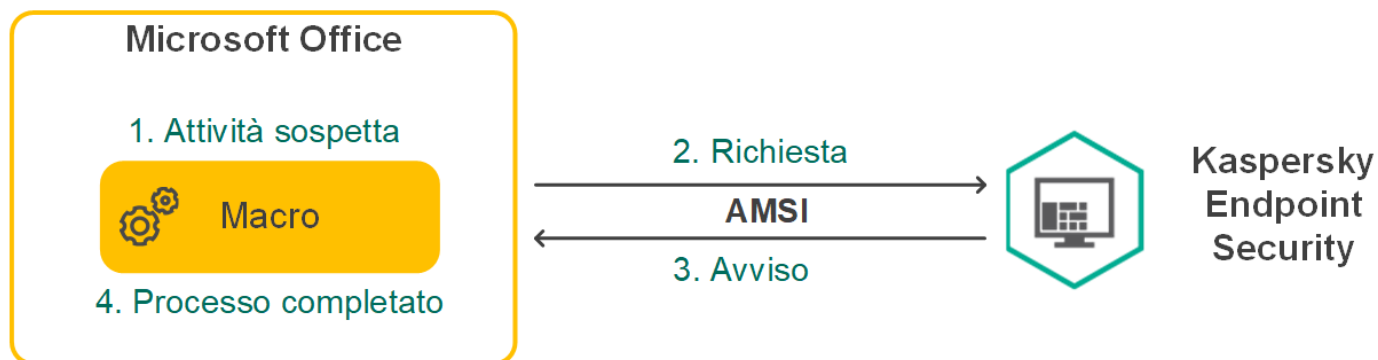 Microsoft Office
1. Attività sospetta
Macro
4. Processo completato
2. Richiesta
AMSI
3. Avviso
Kaspersky
Endpoint
Security